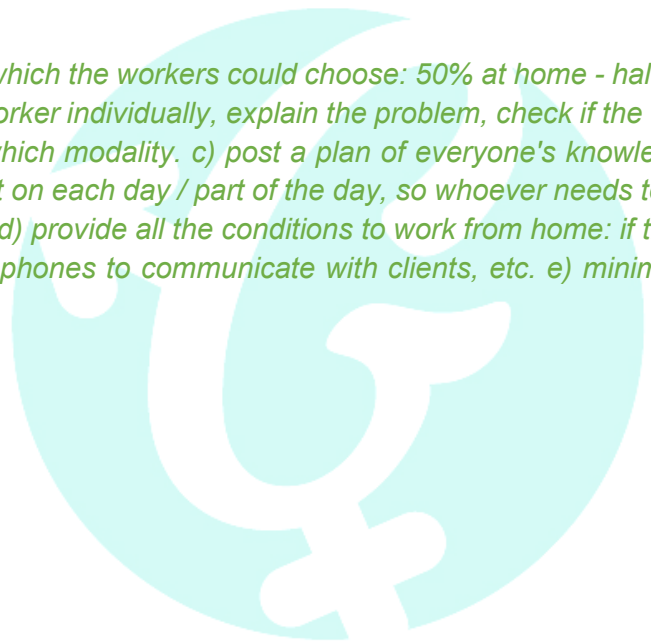 which the workers could choose: 50% at home - hal
orker individually, explain the problem, check if the
which modality. c) post a plan of everyone's knowle
t on each day / part of the day, so whoever needs t
d) provide all the conditions to work from home: if t
phones to communicate with clients, etc. e) minin